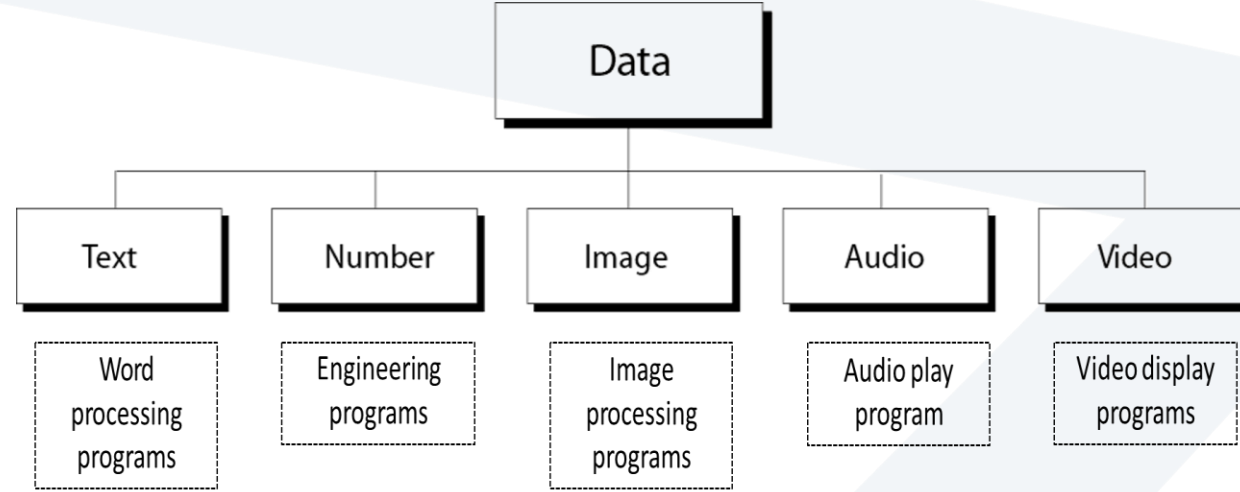 Data
Text
Number
Image
Audio
Video
Word
processing
programs
Engineering
programs
Image
processing
programs
Audio play
program
Video display
programs